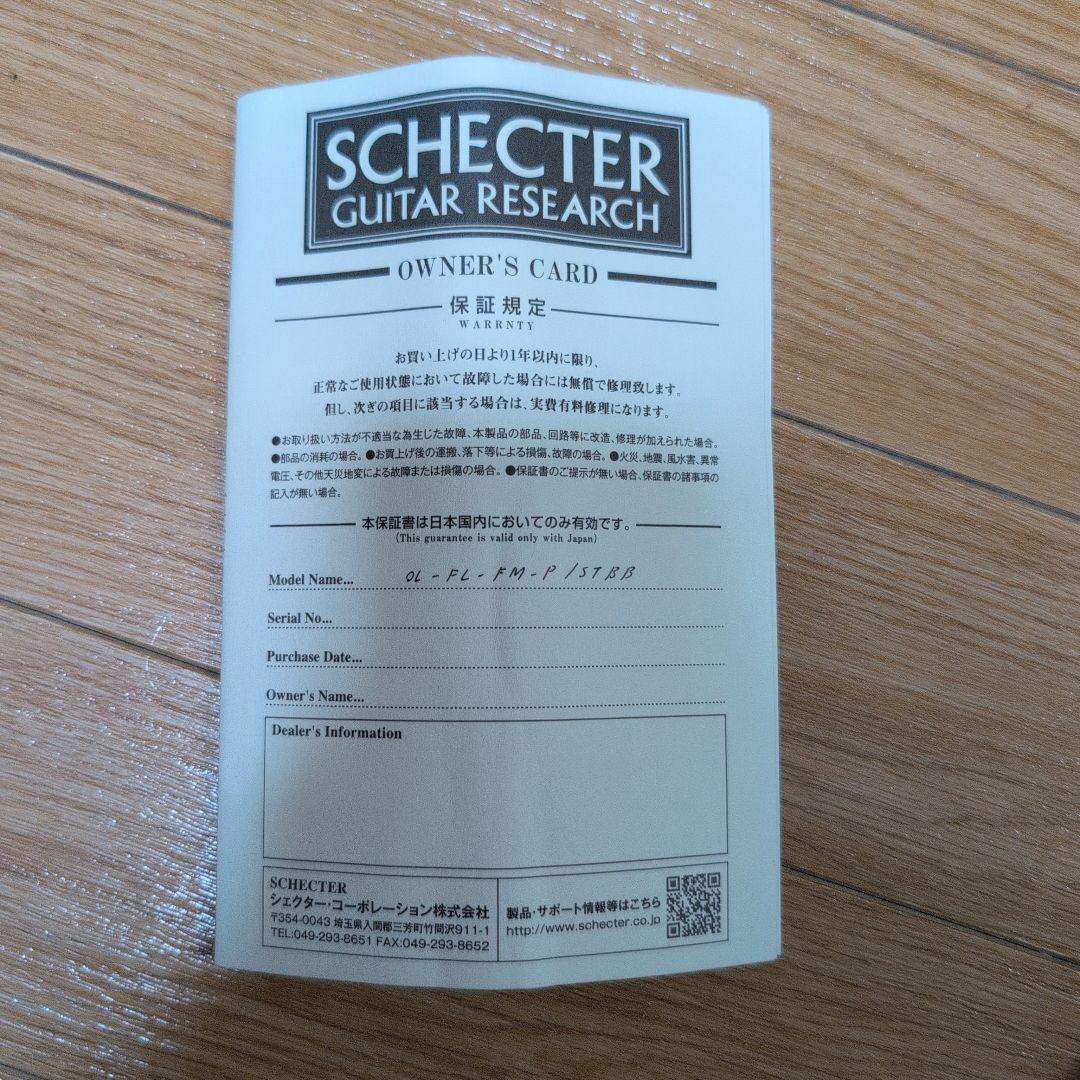 SCHECTER
GUITAR RESEARCH
OWNER'S CARD
保証規定
WARRNTY
お買い上げの日より1年以内に限り、
正常なご使用状態において故障した場合には無償で修理致します。
但し、次ぎの項目に該当する場合は、実費有料修理になります。
●お取り扱い方法が不適当な為生じた故障、本製品の部品、回路等に改造、修理が加えられた場合。
●部品の消耗の場合。●お買上げ後の運搬、落下等による損傷、故障の場合。●火災、地震、風水害、異常
電圧、その他天災地変による故障または損傷の場合。●保証書のご提示が無い場合、保証書の諸事項の
記入が無い場合。
本保証書は日本国内においてのみ有効です。
(This guarantee is valid only with Japan)
Model Name... OL-FL-FM-P/STBB
Serial No...
Purchase Date...
Owner's Name...
Dealer's Information
SCHECTER
シェクター・コーポレーション株式会社
〒354-0043 埼玉県入間郡三芳町竹間沢911-1
TEL:049-293-8651 FAX:049-293-8652
製品・サポート情報等はこちら
http://www.schecter.co.jp